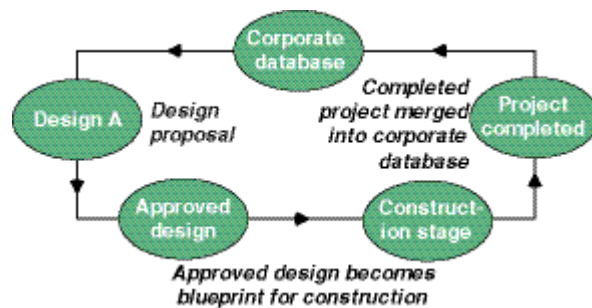 Corporate
database
Design A
Design
proposal
Completed
project merged
into corporate
database
Project
completed
Approved
design
Construct-
ion stage
Approved design becomes
blueprint for construction